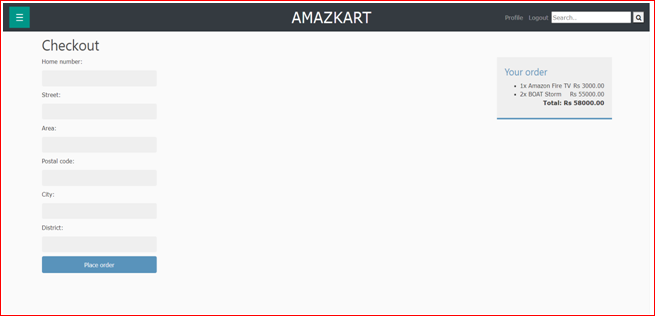 ☰ AMAZKART Profile Logout Search..
Checkout
Home number:
Street:
Area:
Postal code:
City:
District:
Place order
Your order
1x Amazon Fire TV Rs 3000.00
2x BOAT Storm Rs 55000.00
Total: Rs 58000.00